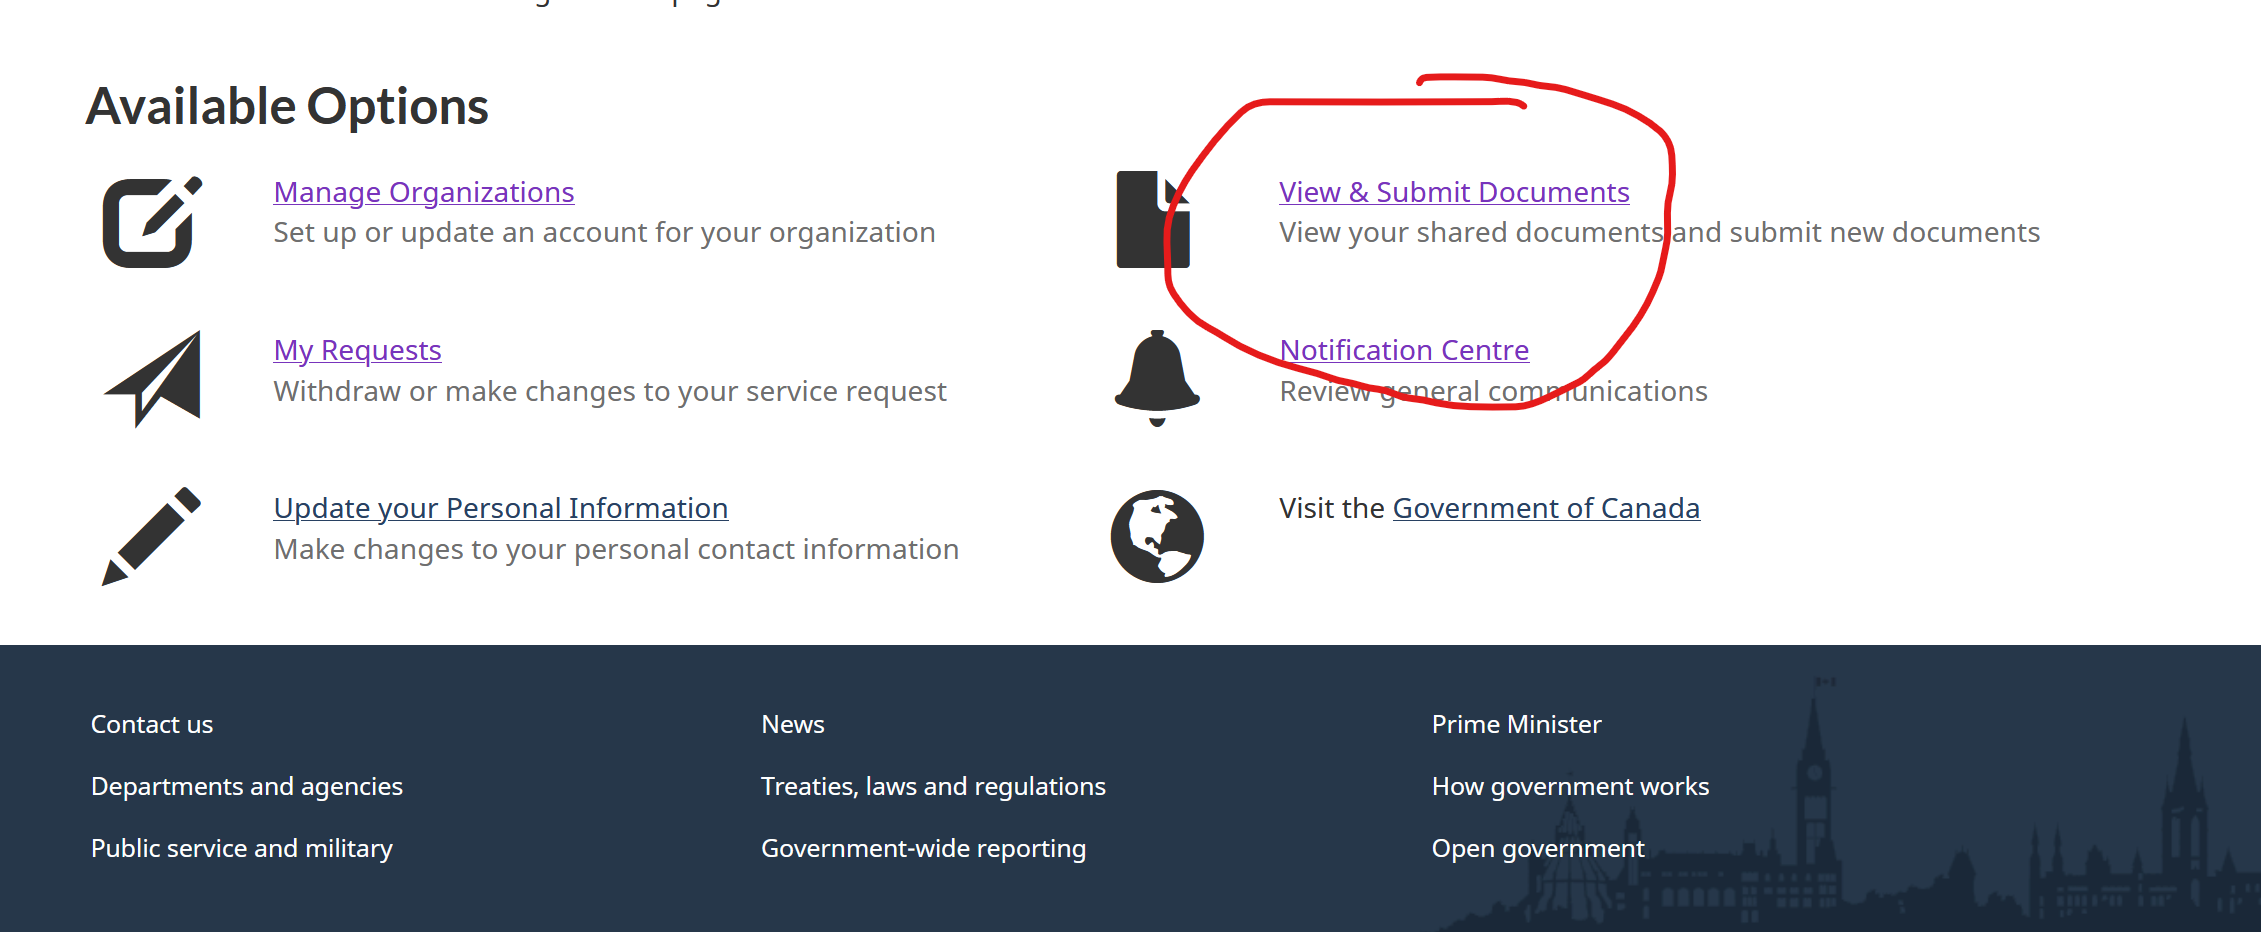 Available Options
Manage Organizations
Set up or update an account for your organization
View & Submit Documents
View your shared documents and submit new documents
My Requests
Withdraw or make changes to your service request
Notification Centre
Review general communications
Update your Personal Information
Make changes to your personal contact information
Visit the Government of Canada
Contact us
News
Prime Minister
Departments and agencies
Treaties, laws and regulations
How government works
Public service and military
Government-wide reporting
Open government